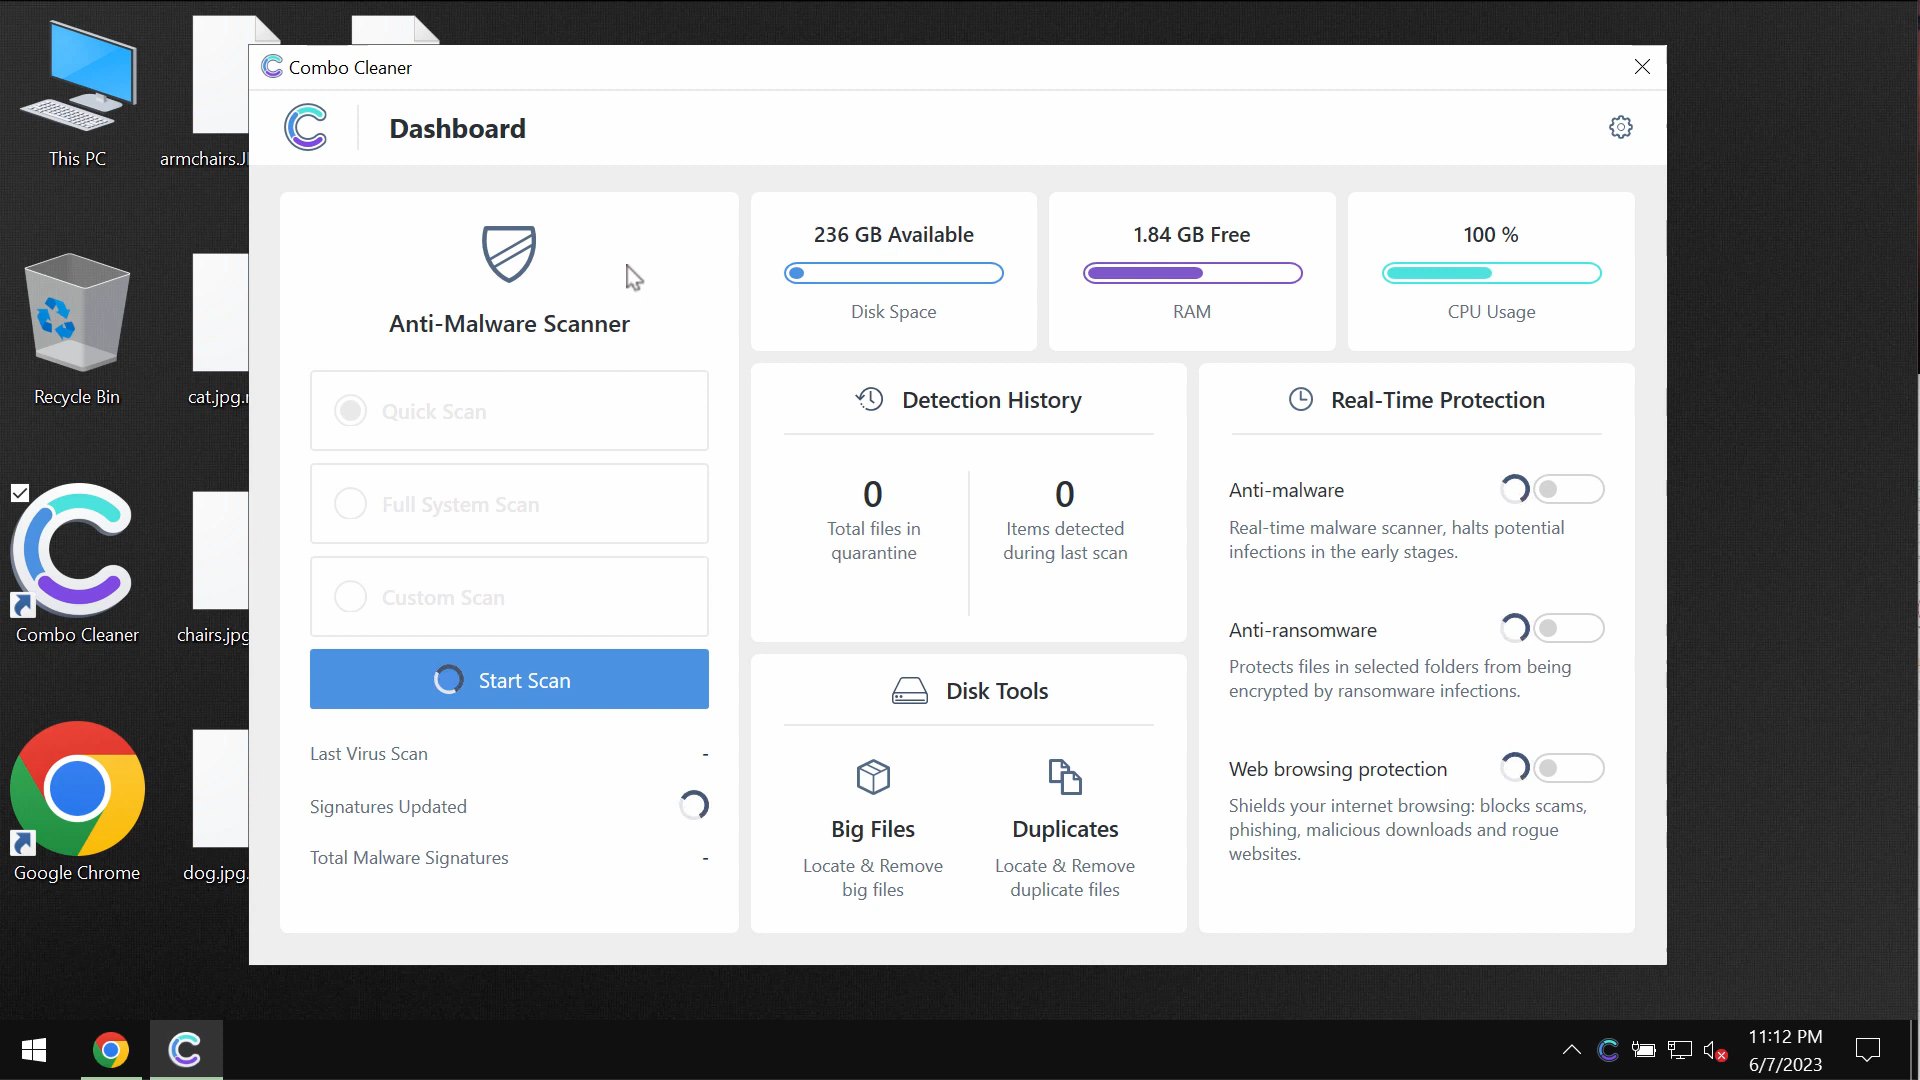 Combo Cleaner
Dashboard
Anti-Malware Scanner
Quick Scan
Full System Scan
Custom Scan
Start Scan
Last Virus Scan -
Signatures Updated
Total Malware Signatures -
236 GB Available
Disk Space
1.84 GB Free
RAM
100 %
CPU Usage
Detection History
0
Total files in
quarantine
0
Items detected
during last scan
Disk Tools
Big Files
Locate & Remove
big files
Duplicates
Locate & Remove
duplicate files
Real-Time Protection
Anti-malware
Real-time malware scanner, halts potential
infections in the early stages.
Anti-ransomware
Protects files in selected folders from being
encrypted by ransomware infections.
Web browsing protection
Shields your internet browsing: blocks scams,
phishing, malicious downloads and rogue
websites.
This PC
Recycle Bin
Combo Cleaner
Google Chrome
armchairs.
cat.jpg.
chairs.jpg
dog.jpg.
11:12 PM
6/7/2023